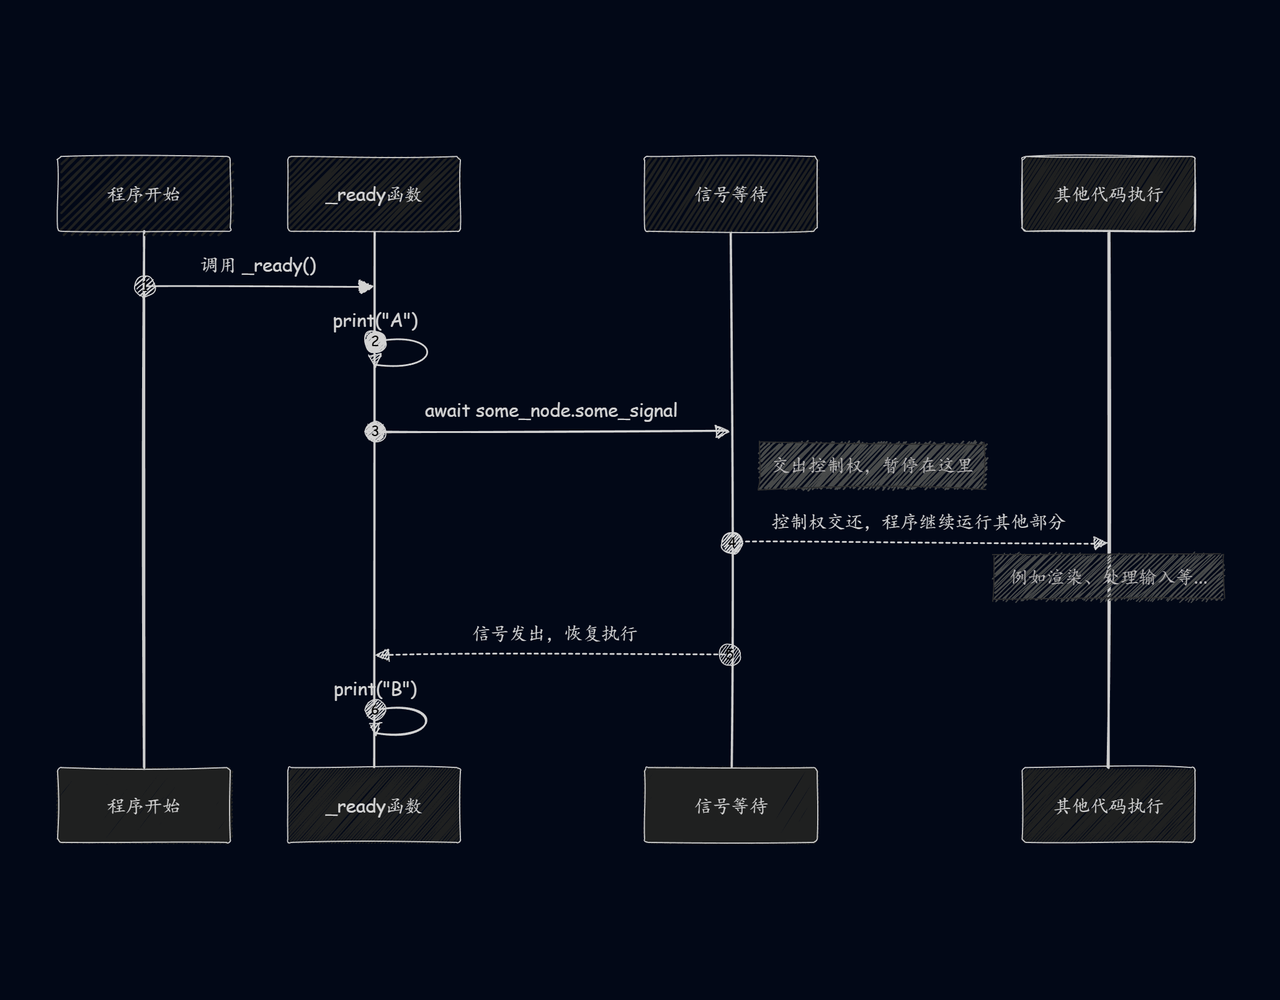 程序开始
_ready函数
信号等待
其他代码执行
调用 _ready()
1
print("A")
2
await some_node.some_signal
3
交出控制权，暂停在这里
控制权交还，程序继续运行其他部分
4
例如渲染、处理输入等...
信号发出，恢复执行
5
print("B")
6
程序开始
_ready函数
信号等待
其他代码执行